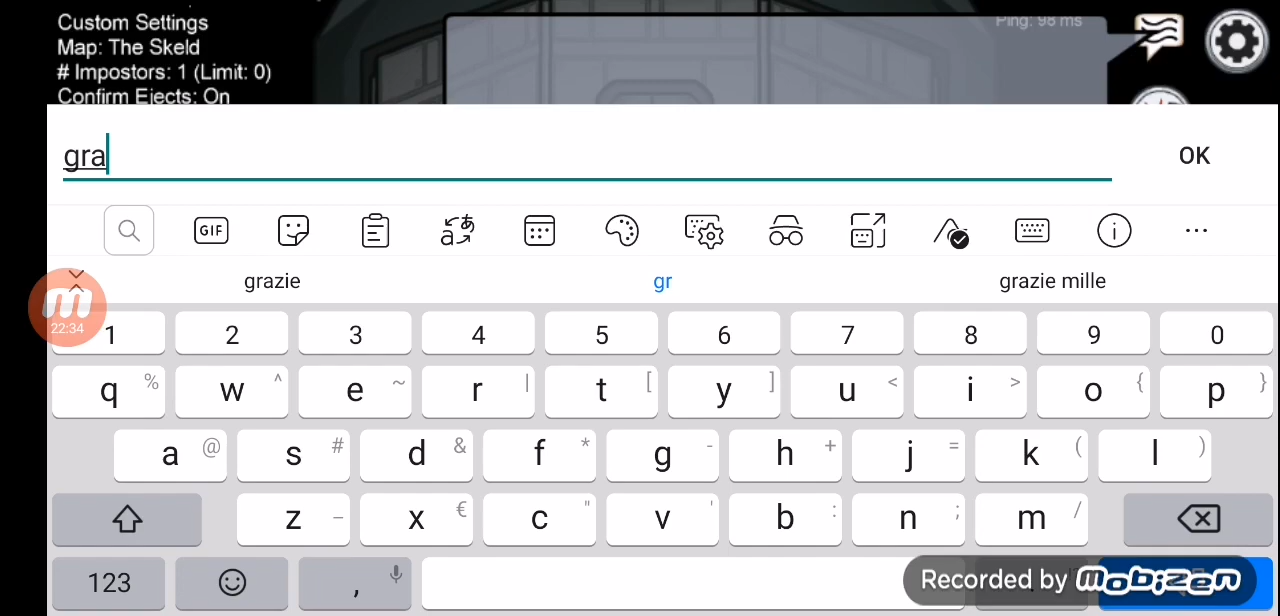 Custom Settings
Map: The Skeld
# Impostors: 1 (Limit: 0)
Confirm Ejects: On
Ping: 98 ms
gra
OK
GIF
grazie gr grazie mille
22:34
1 2 3 4 5 6 7 8 9 0
q % w ^ e ~ r | t [ y ] u < i > o { p }
a @ s # d & f * g - h + j = k ( l )
z _ x € c " v ' b : n ; m /
123 ,
Recorded by mobizen